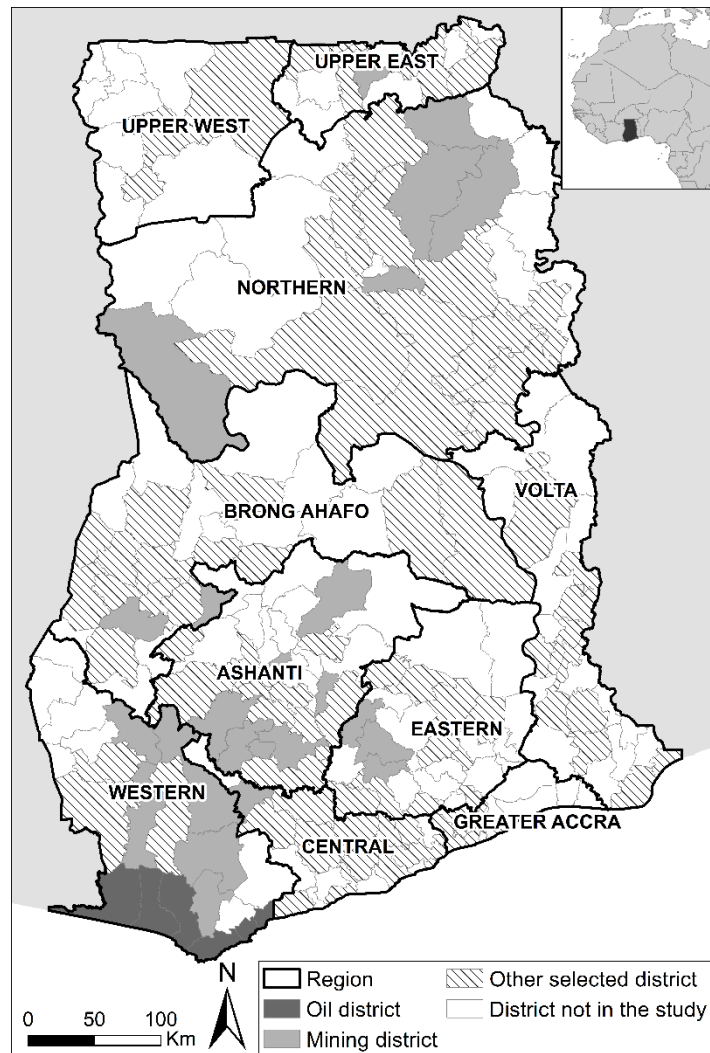 UPPER EAST
UPPER WEST
NORTHERN
VOLTA
BRONG AHAFO
ASHANTI
EASTERN
WESTERN
GREATER ACCRA
CENTRAL
N
0 50 100
Km
Region
Oil district
Mining district
Other selected district
District not in the study